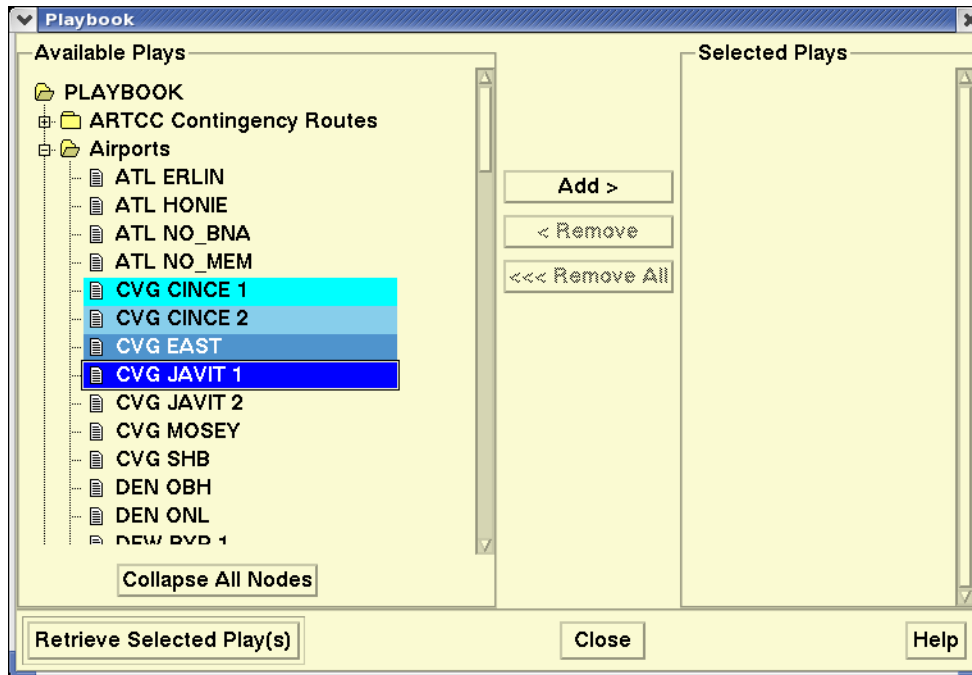 Playbook
Available Plays
PLAYBOOK
ARTCC Contingency Routes
Airports
ATL ERLIN
ATL HONIE
ATL NO_BNA
ATL NO_MEM
CVG CINCE 1
CVG CINCE 2
CVG EAST
CVG JAVIT 1
CVG JAVIT 2
CVG MOSEY
CVG SHB
DEN OBH
DEN ONL
Collapse All Nodes
Add >
< Remove
<<< Remove All
Selected Plays
Retrieve Selected Play(s)
Close
Help